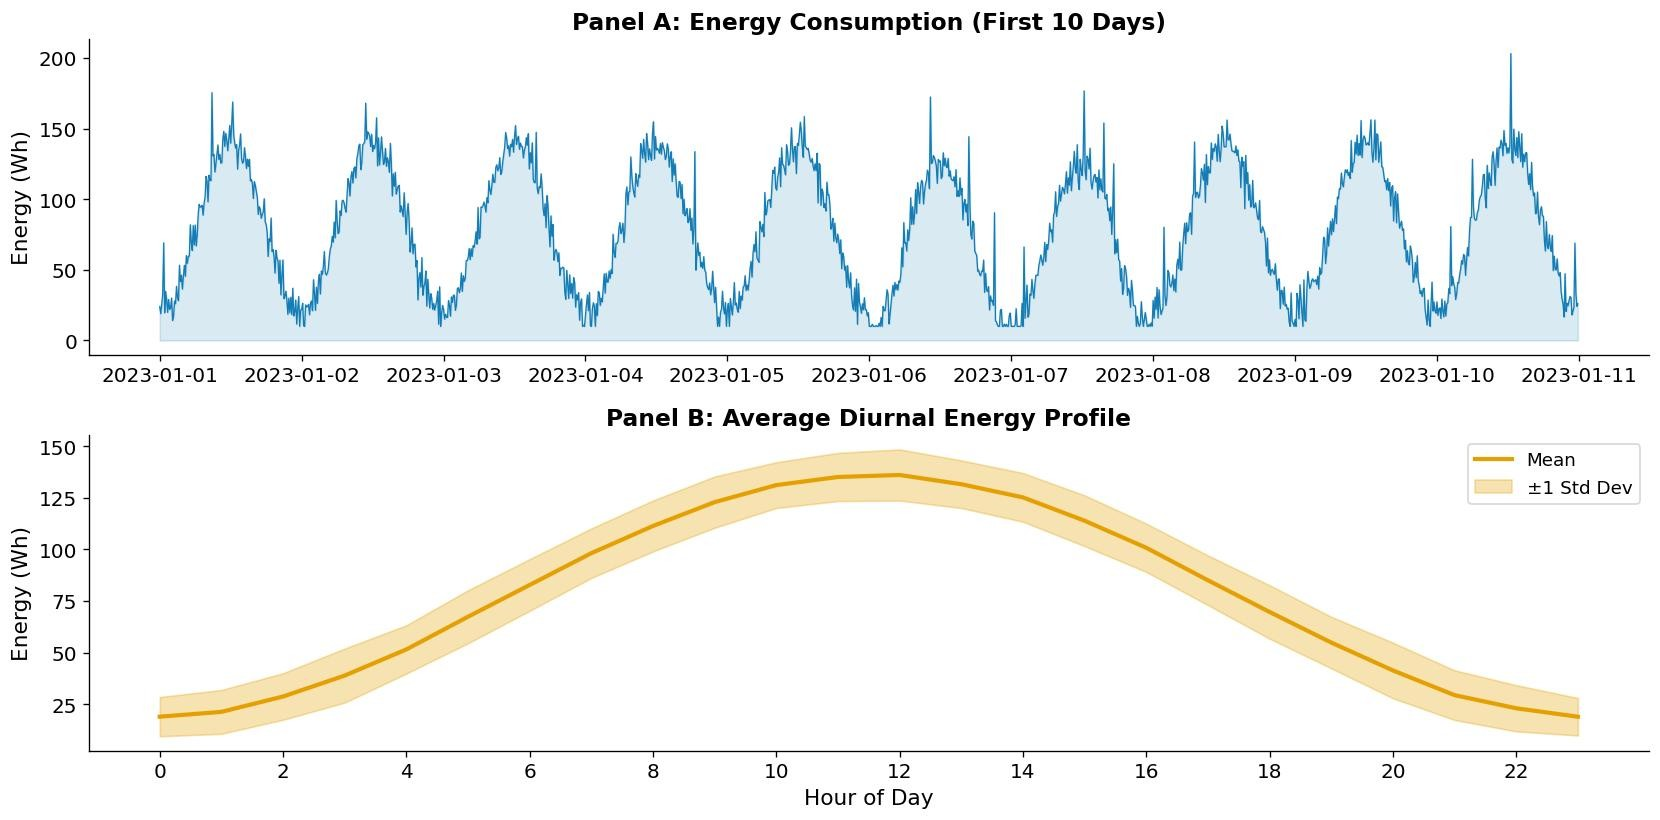 Panel A: Energy Consumption (First 10 Days)
Energy (Wh)
200
150
100
50
0
2023-01-01 2023-01-02 2023-01-03 2023-01-04 2023-01-05 2023-01-06 2023-01-07 2023-01-08 2023-01-09 2023-01-10 2023-01-11
Panel B: Average Diurnal Energy Profile
Energy (Wh)
150
125
100
75
50
25
Mean
±1 Std Dev
0 2 4 6 8 10 12 14 16 18 20 22
Hour of Day